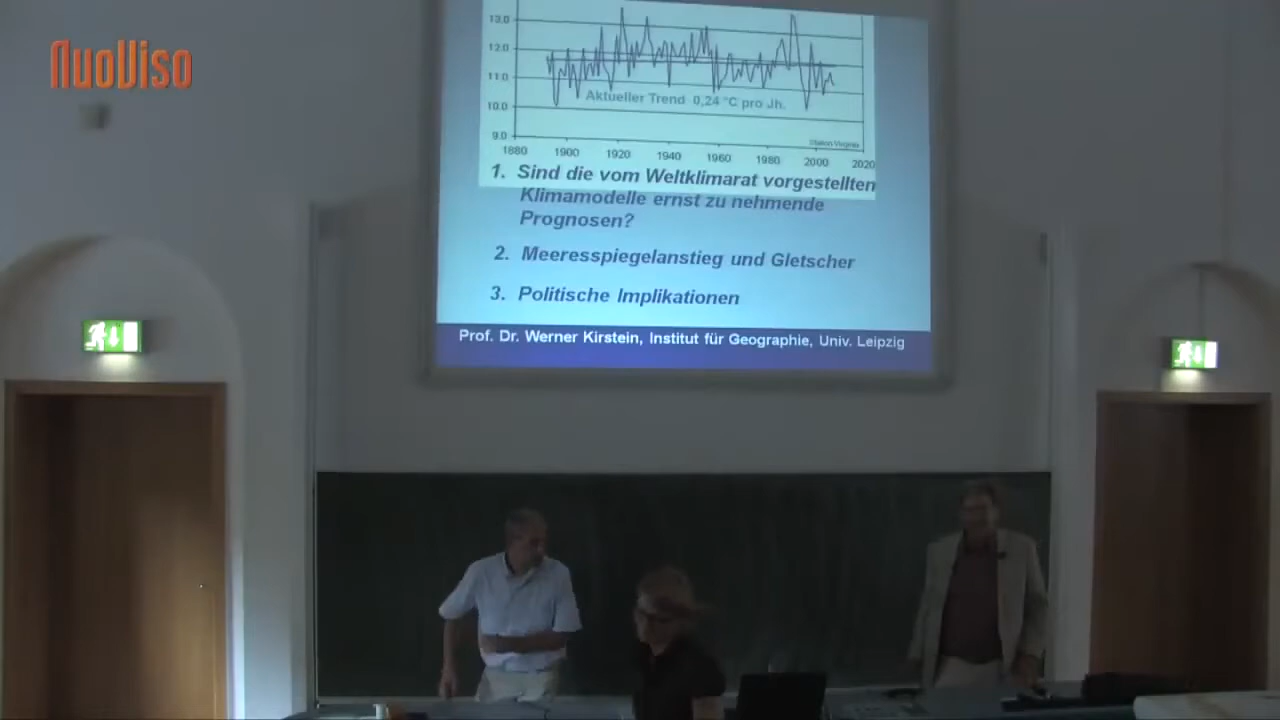 NuoViso
13.0
12.0
11.0
10.0
9.0
Aktueller Trend 0,24 °C pro Jh.
Station Virginia
1880 1900 1920 1940 1960 1980 2000 2020
1. Sind die vom Weltklimarat vorgestellten
Klimamodelle ernst zu nehmende
Prognosen?
2. Meeresspiegelanstieg und Gletscher
3. Politische Implikationen
Prof. Dr. Werner Kirstein, Institut für Geographie, Univ. Leipzig